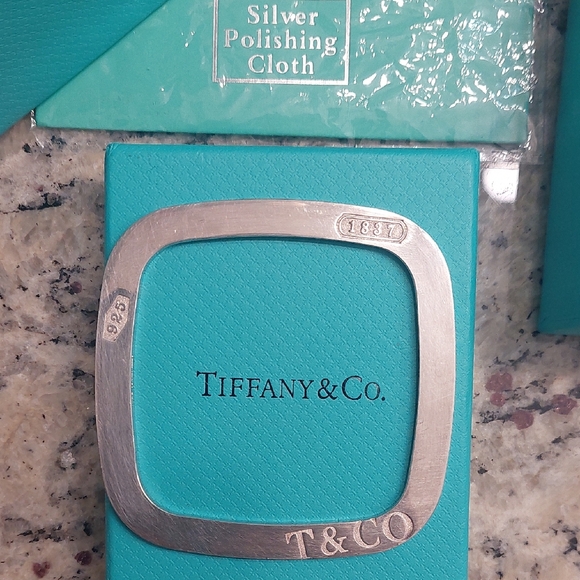 Silver
Polishing
Cloth
1837
925
TIFFANY & CO.
T & CO